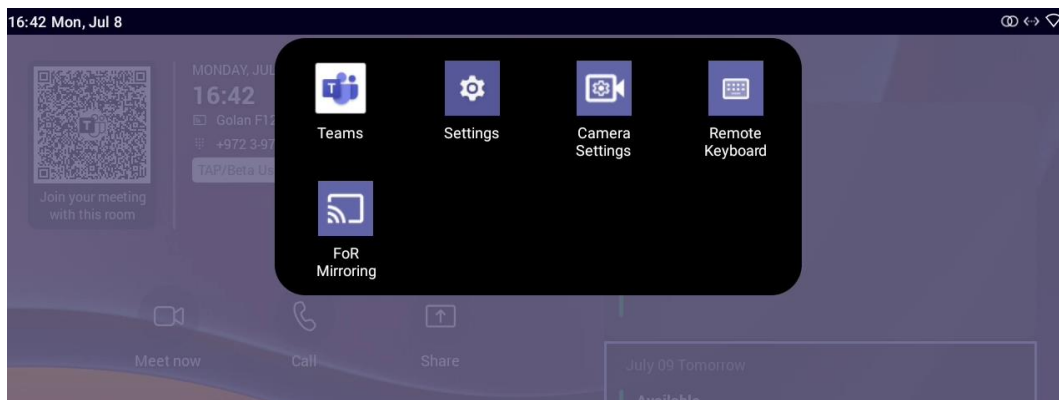 16:42 Mon, Jul 8
MONDAY, JUL
16:42
Golan F12
+972 3-97
TAP/Beta Us
Join your meeting
with this room
Teams
Settings
Camera
Settings
Remote
Keyboard
FoR
Mirroring
Meet now
Call
Share
July 09 Tomorrow
Available